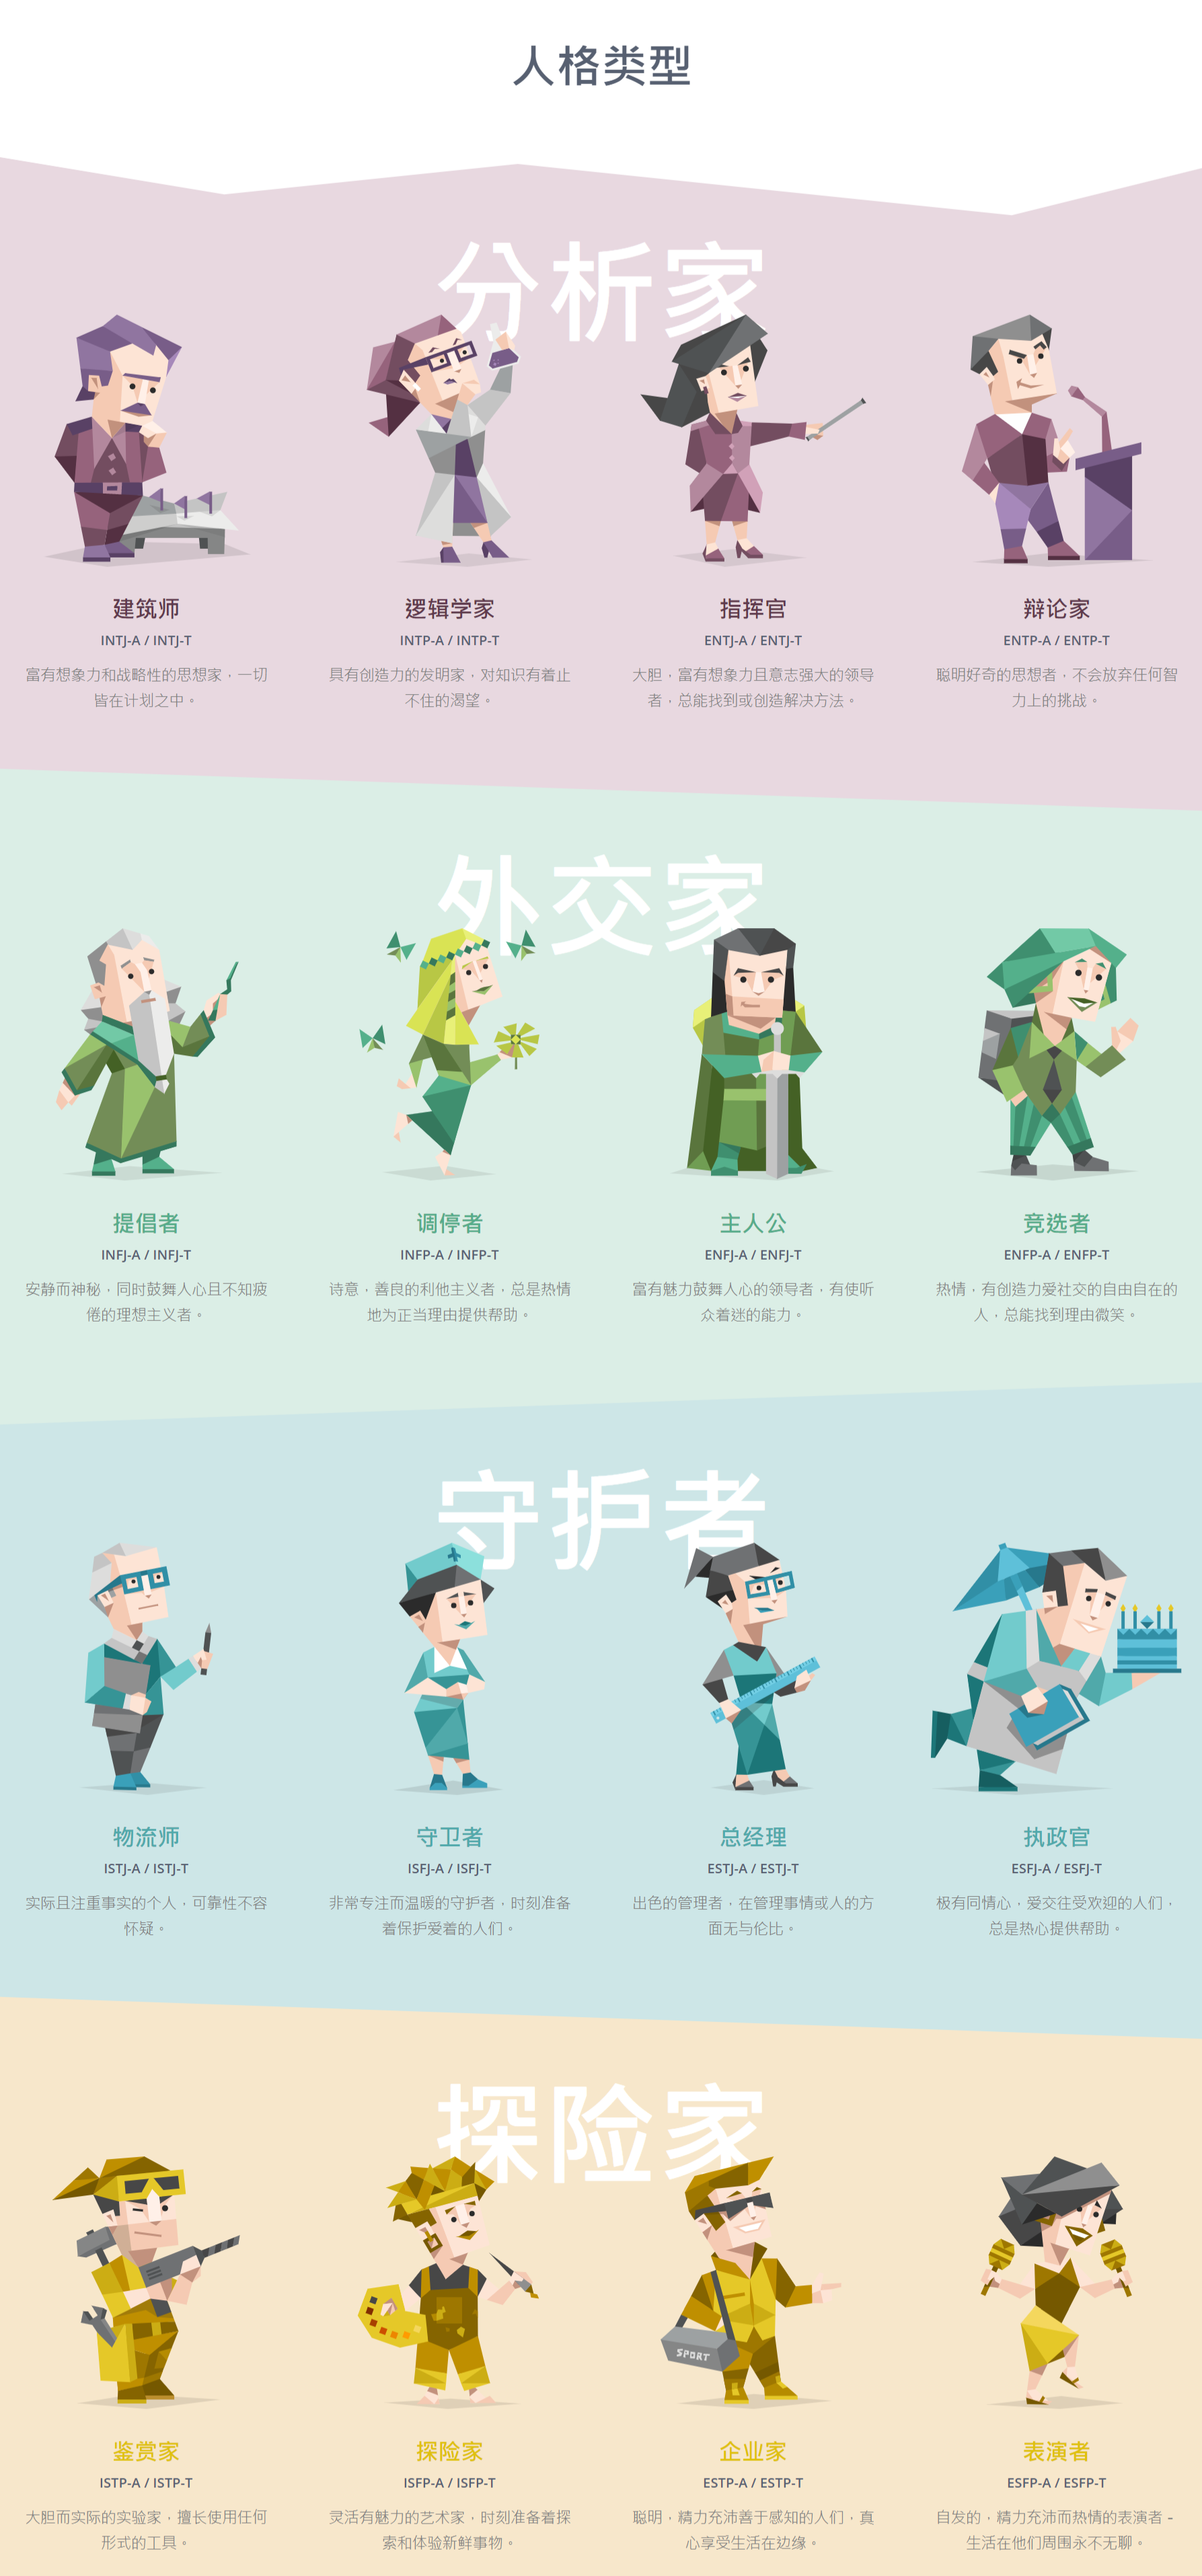 人格类型
分析家
建筑师
INTJ-A / INTJ-T
富有想象力和战略性的思想家，一切
皆在计划之中。
逻辑学家
INTP-A / INTP-T
具有创造力的发明家，对知识有着止
不住的渴望。
指挥官
ENTJ-A / ENTJ-T
大胆，富有想象力且意志强大的领导
者，总能找到或创造解决方法。
辩论家
ENTP-A / ENTP-T
聪明好奇的思想者，不会放弃任何智
力上的挑战。
外交家
提倡者
INFJ-A / INFJ-T
安静而神秘，同时鼓舞人心且不知疲
倦的理想主义者。
调停者
INFP-A / INFP-T
诗意，善良的利他主义者，总是热情
地为正当理由提供帮助。
主人公
ENFJ-A / ENFJ-T
富有魅力鼓舞人心的领导者，有使听
众着迷的能力。
竞选者
ENFP-A / ENFP-T
热情，有创造力爱社交的自由自在的
人，总能找到理由微笑。
守护者
物流师
ISTJ-A / ISTJ-T
实际且注重事实的个人，可靠性不容
怀疑。
守卫者
ISFJ-A / ISFJ-T
非常专注而温暖的守护者，时刻准备
着保护爱着的人们。
总经理
ESTJ-A / ESTJ-T
出色的管理者，在管理事情或人的方
面无与伦比。
执政官
ESFJ-A / ESFJ-T
极有同情心，爱交往受欢迎的人们，
总是热心提供帮助。
探险家
鉴赏家
ISTP-A / ISTP-T
大胆而实际的实验家，擅长使用任何
形式的工具。
探险家
ISFP-A / ISFP-T
灵活有魅力的艺术家，时刻准备着探
索和体验新鲜事物。
SPORT
企业家
ESTP-A / ESTP-T
聪明，精力充沛善于感知的人们，真
心享受生活在边缘。
表演者
ESFP-A / ESFP-T
自发的，精力充沛而热情的表演者 -
生活在他们周围永不无聊。